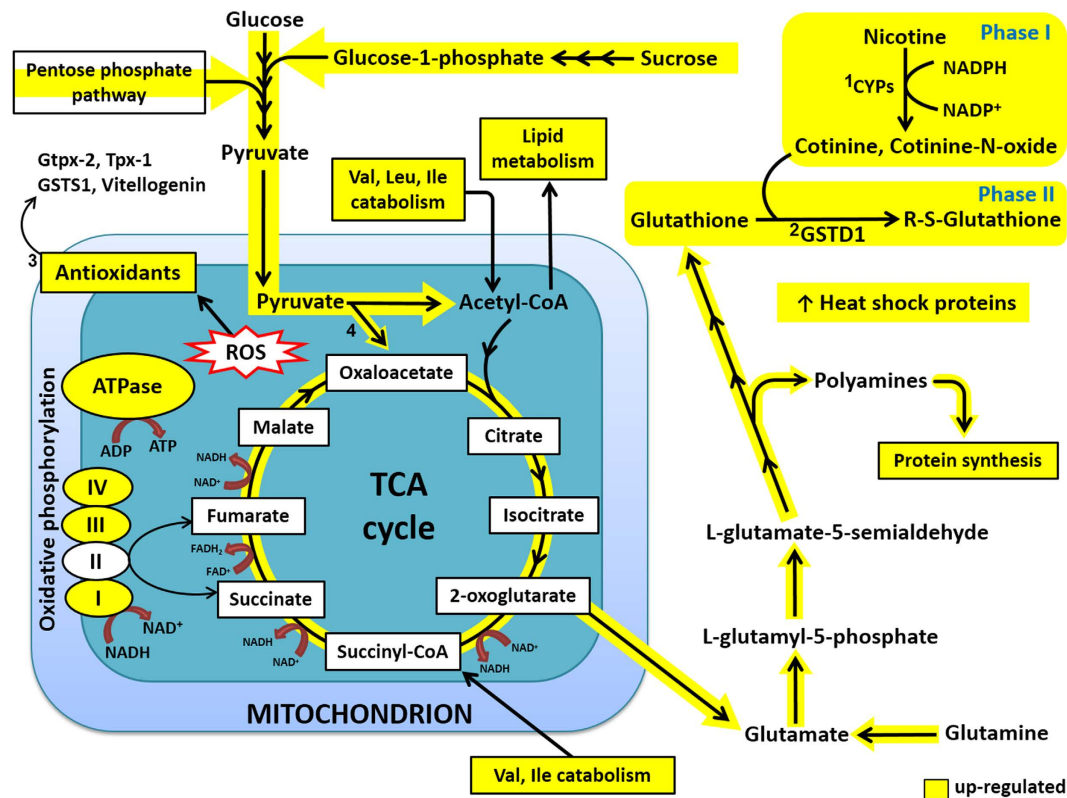 Glucose
Phase I
Nicotine
Pentose phosphate
pathway
Glucose-1-phosphate
Sucrose
NADPH
¹CYPs
NADP⁺
Lipid
metabolism
Cotinine, Cotinine-N-oxide
Pyruvate
Gtpx-2, Tpx-1
GSTS1, Vitellogenin
Val, Leu, Ile
catabolism
Phase II
Glutathione
R-S-Glutathione
²GSTD1
3
Antioxidants
Pyruvate
Acetyl-CoA
↑ Heat shock proteins
4
ROS
Oxaloacetate
ATPase
Polyamines
ADP
ATP
Malate
Citrate
Protein synthesis
NADH
NAD⁺
TCA
cycle
Oxidative phosphorylation
IV
III
II
I
Fumarate
Isocitrate
L-glutamate-5-semialdehyde
FADH₂
FAD⁺
Succinate
2-oxoglutarate
NAD⁺
NADH
NADH
NAD⁺
Succinyl-CoA
NAD⁺
NADH
L-glutamyl-5-phosphate
MITOCHONDRION
Glutamate
Glutamine
Val, Ile catabolism
up-regulated